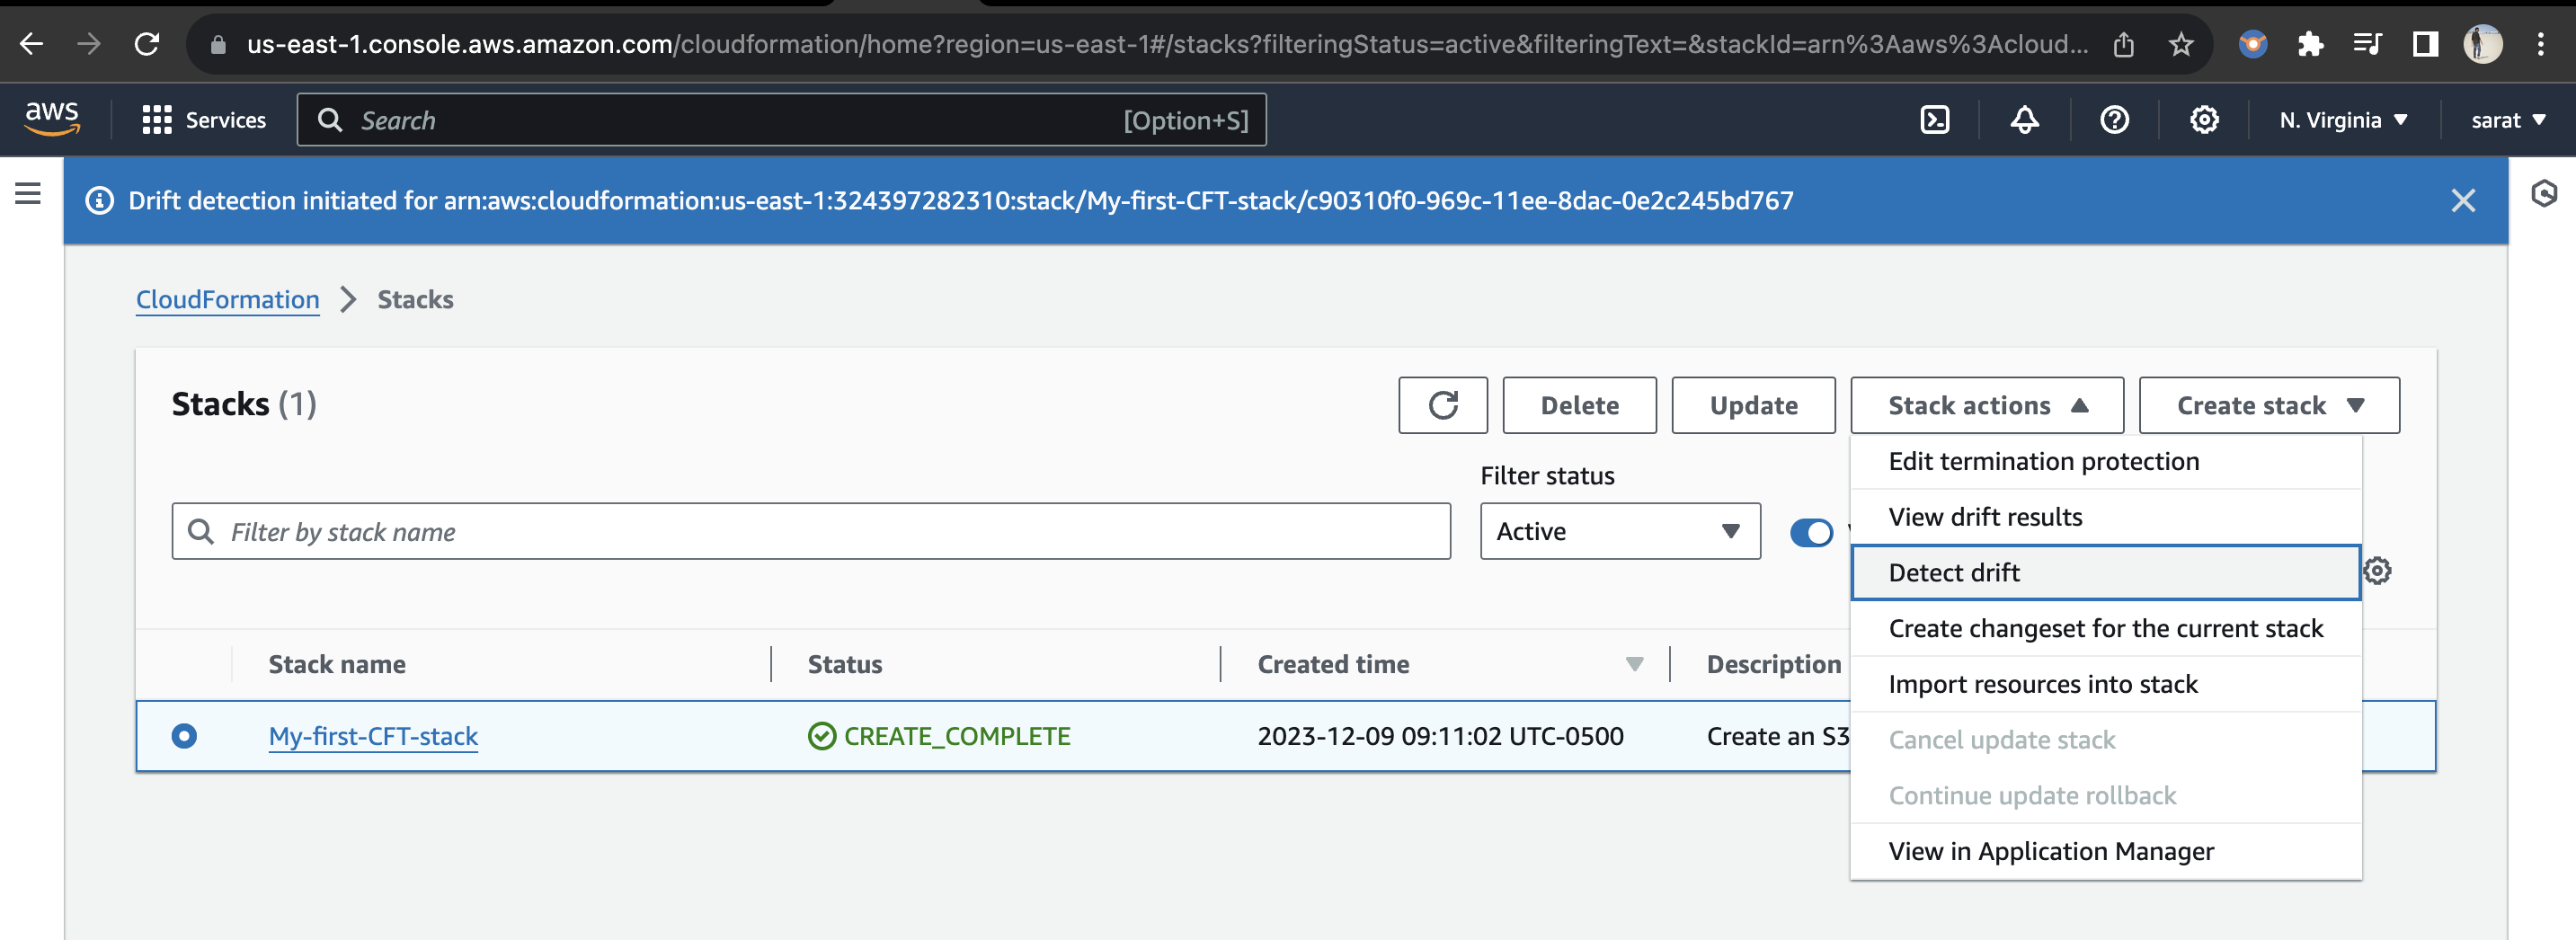 us-east-1.console.aws.amazon.com/cloudformation/home?region=us-east-1#/stacks?filteringStatus=active&filteringText=&stackId=arn%3Aaws%3Acloud...
aws
Services
Search
[Option+S]
N. Virginia
sarat
Drift detection initiated for arn:aws:cloudformation:us-east-1:324397282310:stack/My-first-CFT-stack/c90310f0-969c-11ee-8dac-0e2c245bd767
CloudFormation
Stacks
Stacks (1)
Delete
Update
Stack actions
Create stack
Edit termination protection
View drift results
Detect drift
Create changeset for the current stack
Import resources into stack
Cancel update stack
Continue update rollback
View in Application Manager
Filter status
Filter by stack name
Active
Stack name
Status
Created time
Description
My-first-CFT-stack
CREATE_COMPLETE
2023-12-09 09:11:02 UTC-0500
Create an S3